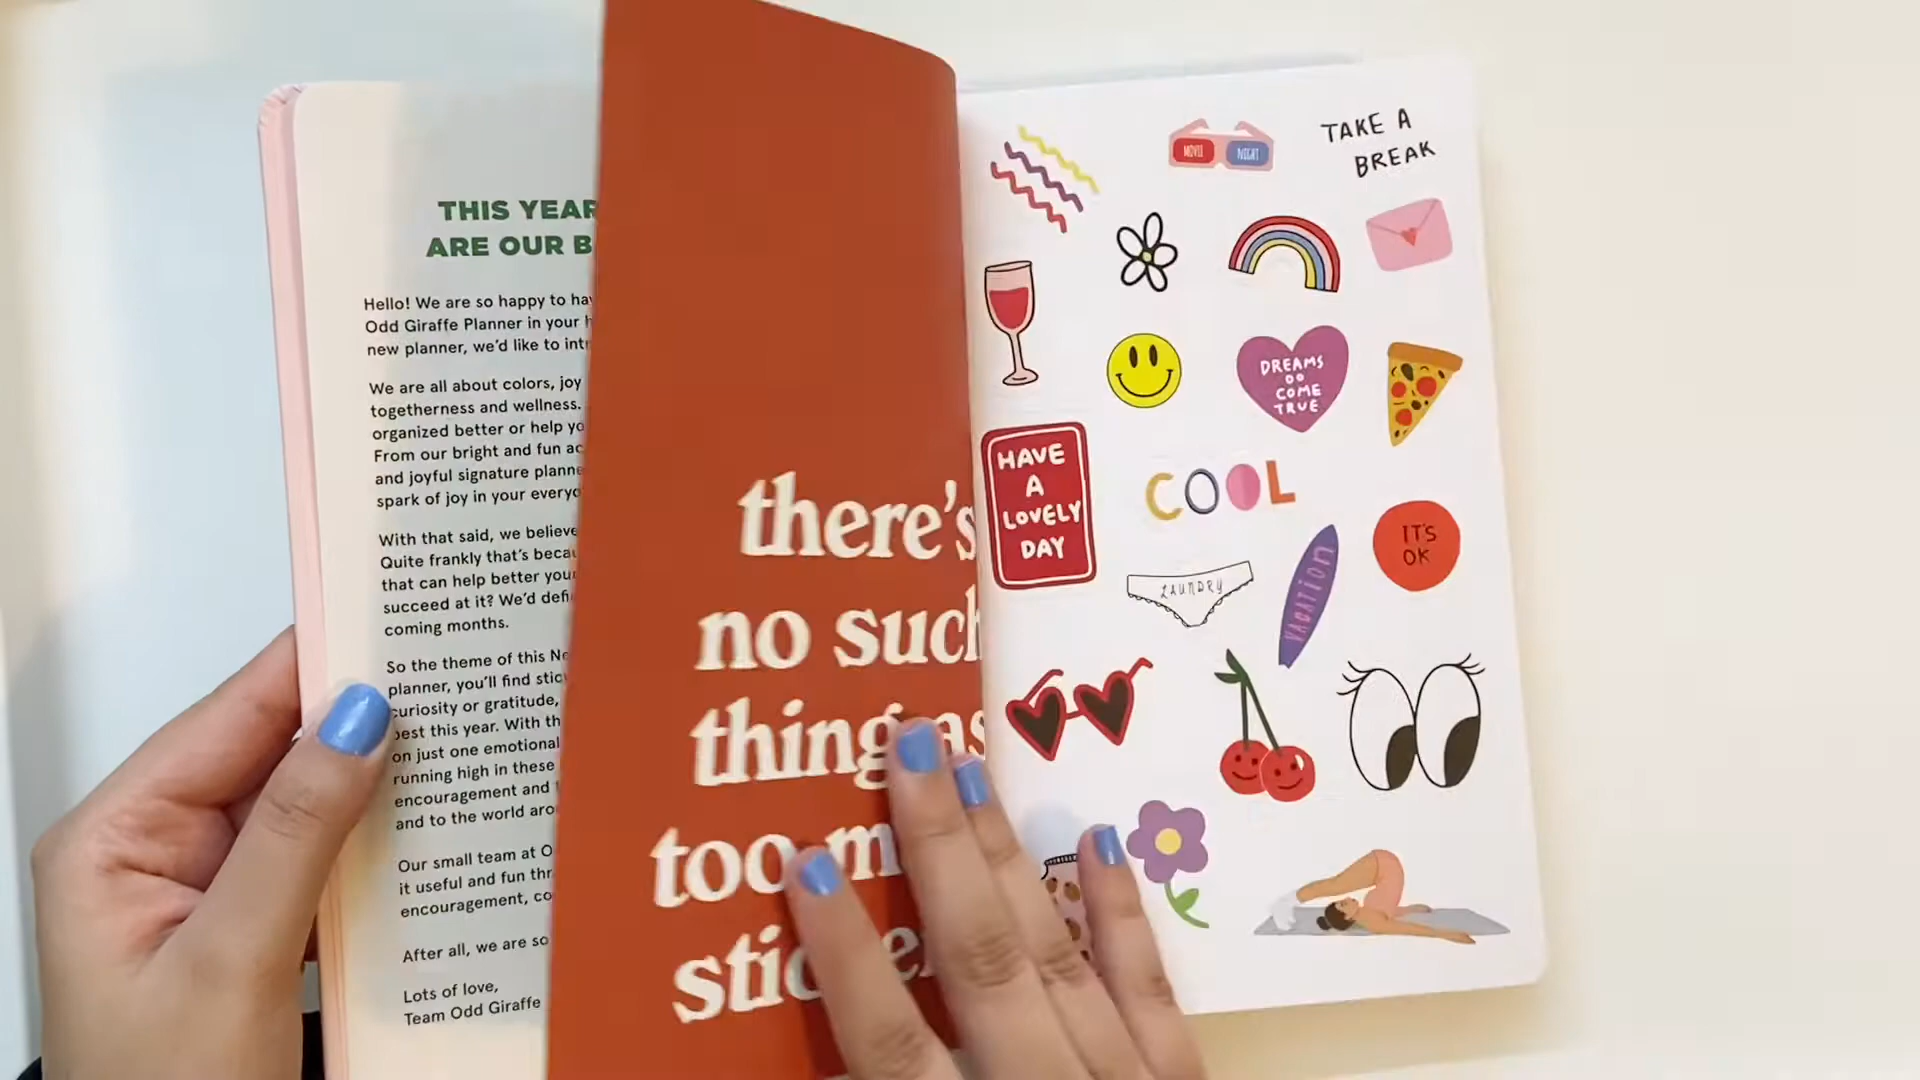 THIS YEAR
ARE OUR B
Hello! We are so happy to ha
Odd Giraffe Planner in your
new planner, we'd like to int
We are all about colors, joy
togetherness and wellness.
organized better or help yo
From our bright and fun ac
and joyful signature planne
spark of joy in your everyd
With that said, we believe
Quite frankly that's beca
that can help better your
succeed at it? We'd defi
coming months.
So the theme of this Ne
planner, you'll find stic
curiosity or gratitude,
best this year. With th
on just one emotional
running high in these
encouragement and
and to the world aro
Our small team at O
it useful and fun thr
encouragement, co
After all, we are so
Lots of love,
Team Odd Giraffe
there's
no such
thing as
too m
sti
MOVIE NIGHT
TAKE A
BREAK
DREAMS
DO
COME
TRUE
HAVE
A
LOVELY
DAY
COOL
IT'S
OK
LAUNDRY
VACATION